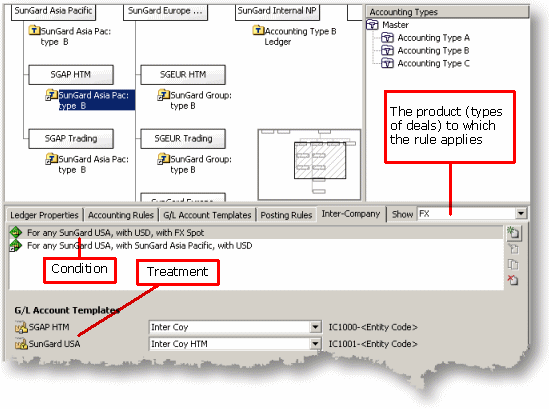 SunGard Asia Pacific
SunGard Europe ...
SunGard Internal NP
SunGard Asia Pac:
type B
SunGard Group:
type B
Accounting Type B
Ledger
SGAP HTM
SGEUR HTM
SunGard Asia Pac:
type B
SunGard Group:
type B
SGAP Trading
SGEUR Trading
SunGard Asia Pac:
type B
SunGard Group:
type B
Accounting Types
Master
Accounting Type A
Accounting Type B
Accounting Type C
The product (types
of deals) to which
the rule applies
Ledger Properties
Accounting Rules
G/L Account Templates
Posting Rules
Inter-Company
Show
FX
For any SunGard USA, with USD, with FX Spot
For any SunGard USA, with SunGard Asia Pacific, with USD
Condition
Treatment
G/L Account Templates
SGAP HTM
Inter Coy
IC1000-<Entity Code>
SunGard USA
Inter Coy HTM
IC1001-<Entity Code>